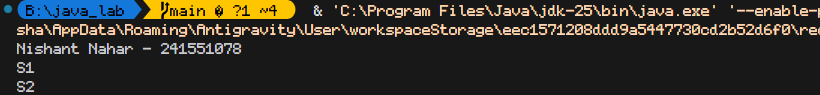 B:\java_lab main ?1 ~4 & 'C:\Program Files\Java\jdk-25\bin\java.exe' '--enable-p
sha\AppData\Roaming\Antigravity\User\workspaceStorage\eec1571208ddd9a5447730cd2b52d6f0\rec
Nishant Nahar - 241551078
S1
S2